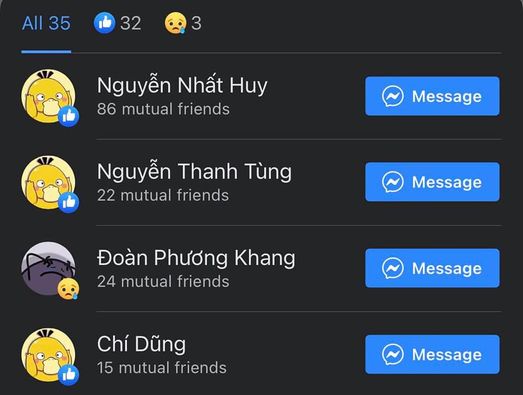 All 35 32 3
Nguyễn Nhất Huy
86 mutual friends
Message
Nguyễn Thanh Tùng
22 mutual friends
Message
Đoàn Phương Khang
24 mutual friends
Message
Chí Dũng
15 mutual friends
Message